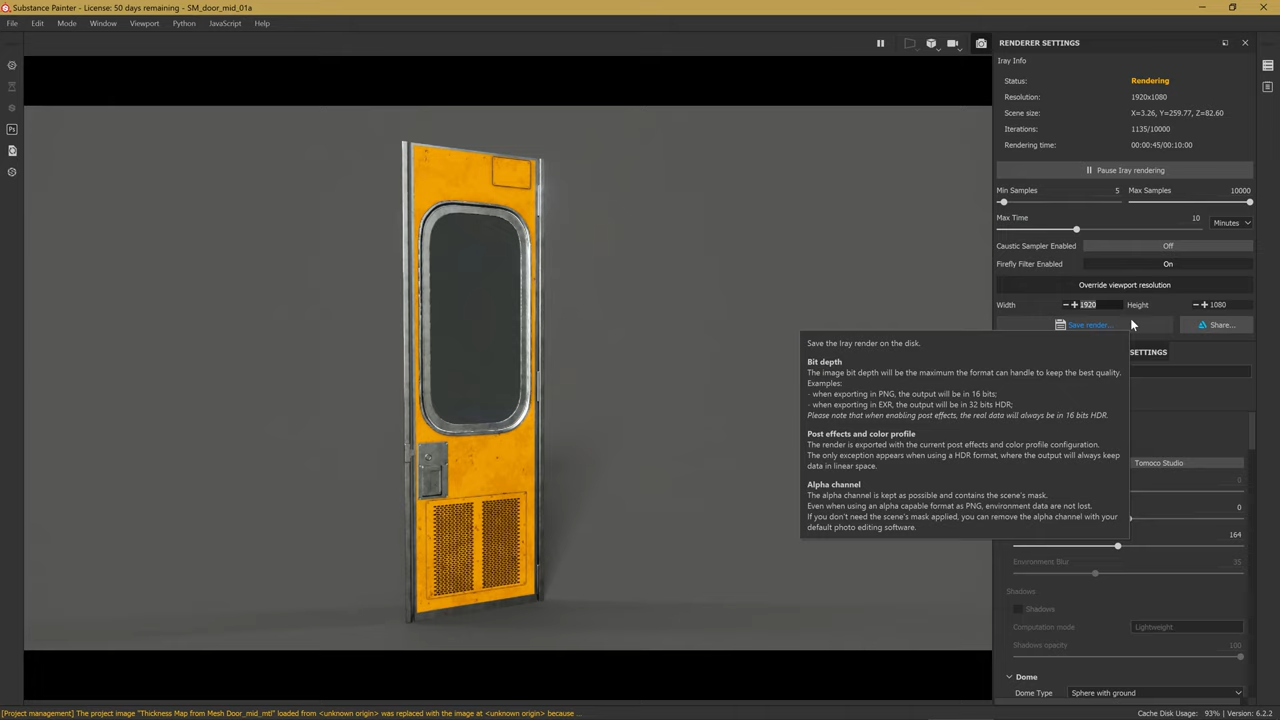 Substance Painter - License: 50 days remaining - SM_door_mid_01a
File Edit Mode Window Viewport Python JavaScript Help
RENDERER SETTINGS
Iray Info
Status: Rendering
Resolution: 1920x1080
Scene size: X=3.26, Y=259.77, Z=82.60
Iterations: 1135/10000
Rendering time: 00:00:45/00:10:00
Pause Iray rendering
Min Samples 5 Max Samples 10000
Max Time 10 Minutes
Caustic Sampler Enabled Off
Firefly Filter Enabled On
Override viewport resolution
Width 1920 Height 1080
Save render... Share...
Save the Iray render on the disk.
Bit depth
The image bit depth will be the maximum the format can handle to keep the best quality.
Examples:
- when exporting in PNG, the output will be in 16 bits;
- when exporting in EXR, the output will be in 32 bits HDR;
Please note that when enabling post effects, the real data will always be in 16 bits HDR.
Post effects and color profile
The render is exported with the current post effects and color profile configuration.
The only exception appears when using a HDR format, where the output will always keep
data in linear space.
Alpha channel
The alpha channel is kept as possible and contains the scene's mask.
Even when using an alpha capable format as PNG, environment data are not lost.
If you don't need the scene's mask applied, you can remove the alpha channel with your
default photo editing software.
SETTINGS
Tomoco Studio
0
0
164
Environment Blur 35
Shadows
Shadows
Computation mode Lightweight
Shadows opacity 100
Dome
Dome Type Sphere with ground
[Project management] The project image "Thickness Map from Mesh Door_mid_mtl" loaded from <unknown origin> was replaced with the image at <unknown origin> because ...
Cache Disk Usage: 93% | Version: 6.2.2
Ps